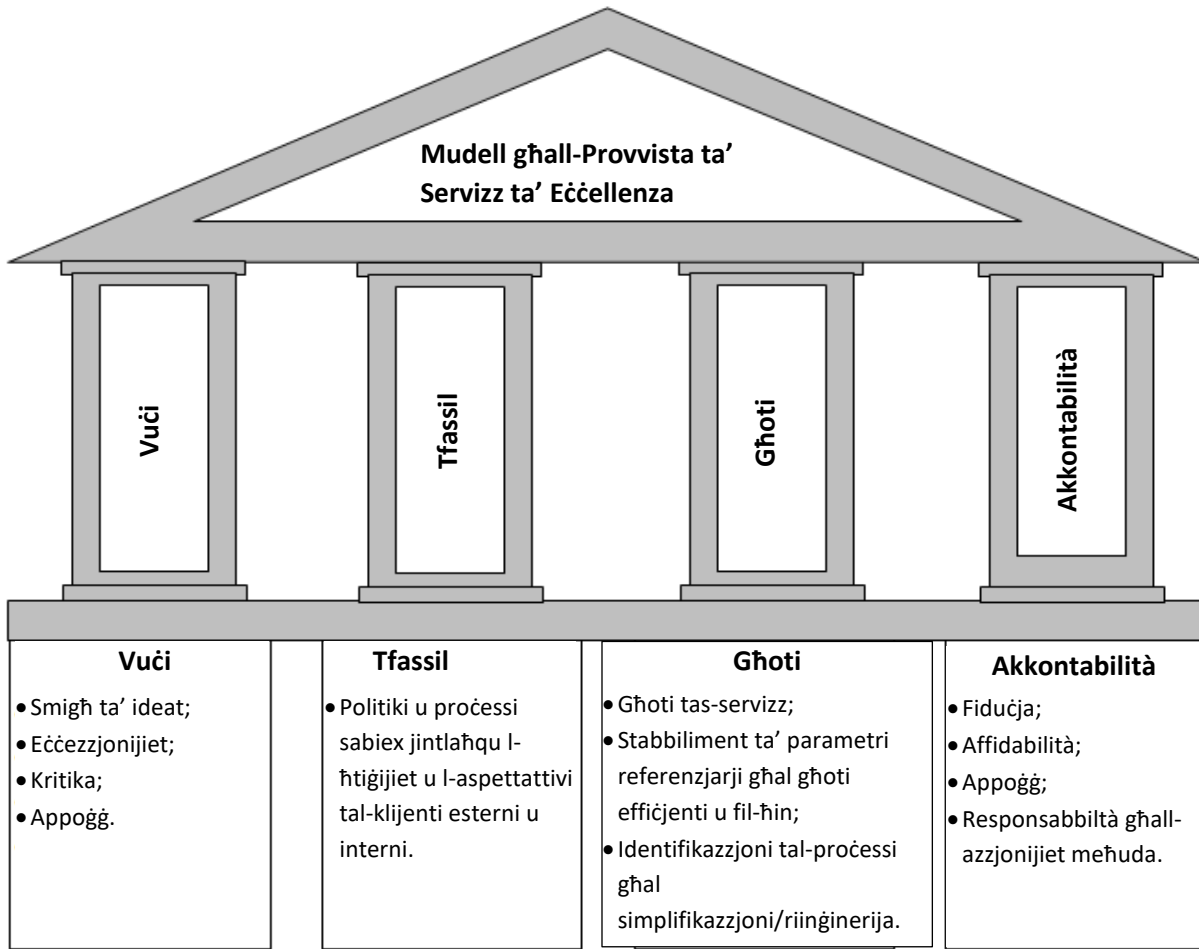 Mudell għall-Provvista ta’
Servizz ta’ Eċċellenza
Vuċi
Tfassil
Għoti
Akkontabilità
Vuċi
• Smigħ ta’ ideat;
• Eċċezzjonijiet;
• Kritika;
• Appoġġ.
Tfassil
• Politiki u proċessi
sabiex jintlaħqu l-
ħtiġijiet u l-aspettattivi
tal-klijenti esterni u
interni.
Għoti
• Għoti tas-servizz;
• Stabbiliment ta’ parametri
referenzjarji għal għoti
effiċjenti u fil-ħin;
• Identifikazzjoni tal-proċessi
għal
simplifikazzjoni/riinġinerija.
Akkontabilità
• Fiduċja;
• Affidabilità;
• Appoġġ;
• Responsabbiltà għall-
azzjonijiet meħuda.